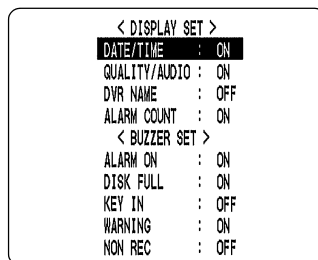 < DISPLAY SET >
DATE/TIME : ON
QUALITY/AUDIO : ON
DVR NAME : OFF
ALARM COUNT : ON
< BUZZER SET >
ALARM ON : ON
DISK FULL : ON
KEY IN : OFF
WARNING : ON
NON REC : OFF